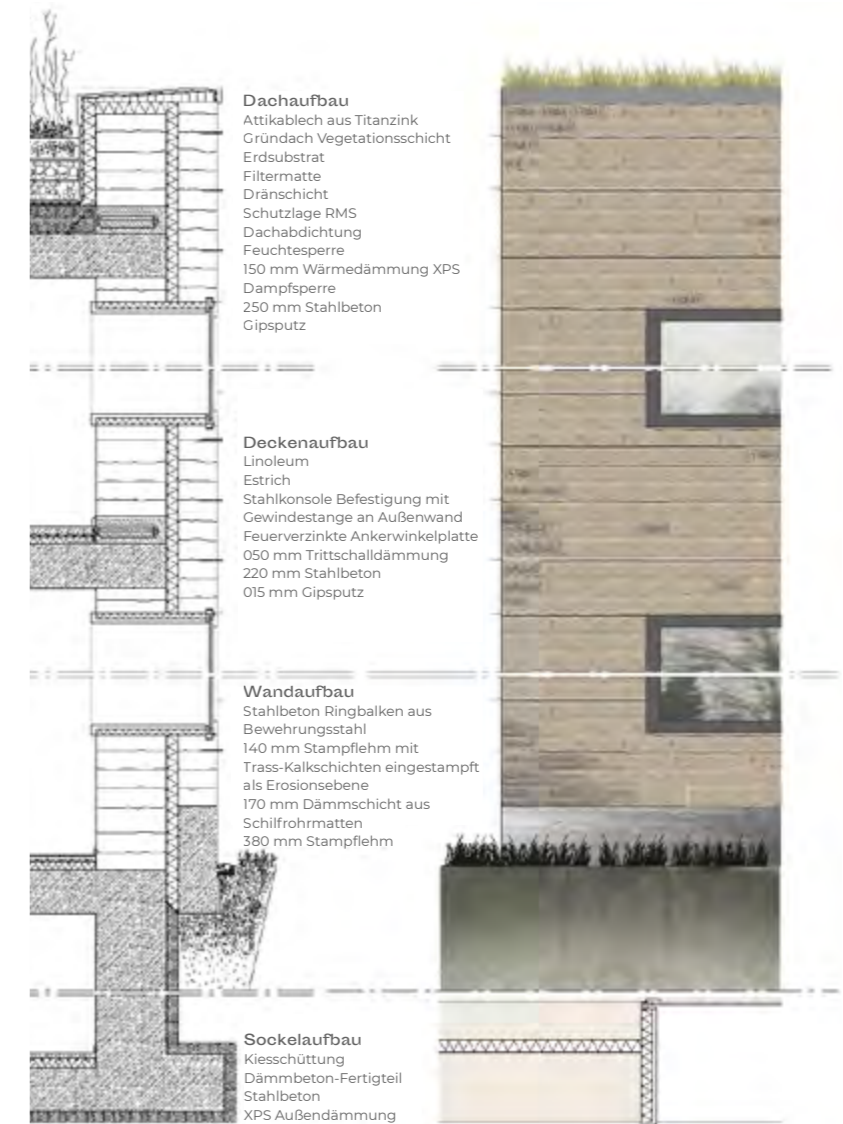 Dachaufbau
Attikablech aus Titanzink
Gründach Vegetationsschicht
Erdsubstrat
Filtermatte
Dränschicht
Schutzlage RMS
Dachabdichtung
Feuchtesperre
150 mm Wärmedämmung XPS
Dampfsperre
250 mm Stahlbeton
Gipsputz
Deckenaufbau
Linoleum
Estrich
Stahlkonsole Befestigung mit
Gewindestange an Außenwand
Feuerverzinkte Ankerwinkelplatte
050 mm Trittschalldämmung
220 mm Stahlbeton
015 mm Gipsputz
Wandaufbau
Stahlbeton Ringbalken aus
Bewehrungsstahl
140 mm Stampflehm mit
Trass-Kalkschichten eingestampft
als Erosionsebene
170 mm Dämmschicht aus
Schilfrohrmatten
380 mm Stampflehm
Sockelaufbau
Kiesschüttung
Dämmbeton-Fertigteil
Stahlbeton
XPS Außendämmung